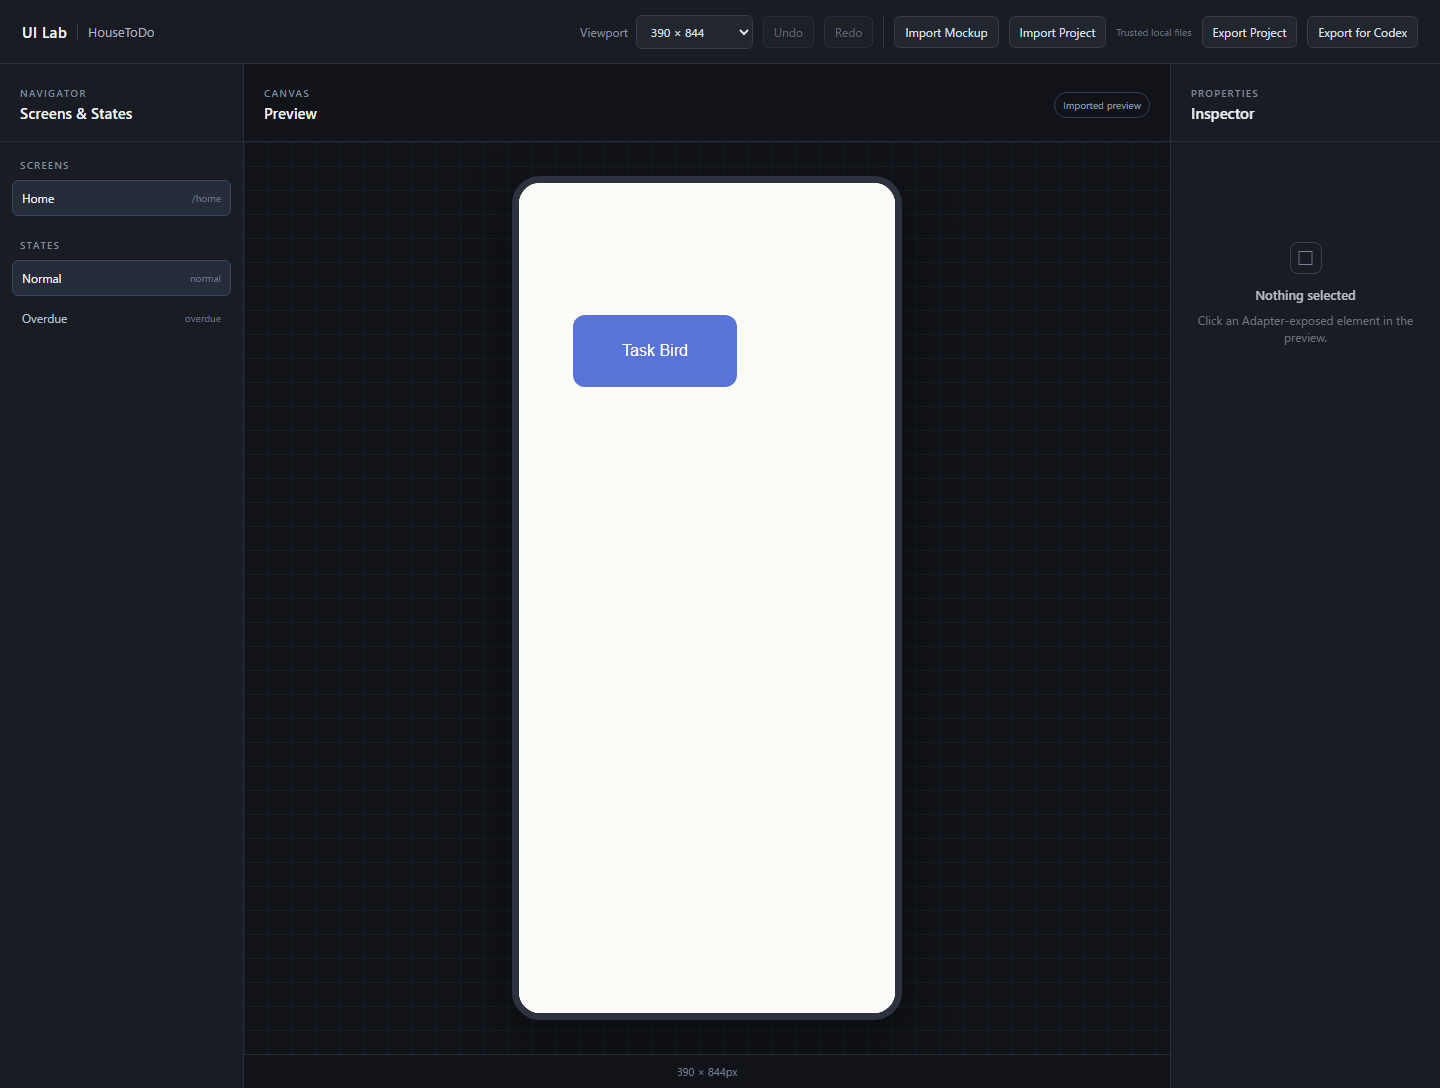 UI Lab
HouseToDo
Viewport
390 × 844
Undo
Redo
Import Mockup
Import Project
Trusted local files
Export Project
Export for Codex
NAVIGATOR
Screens & States
SCREENS
Home
/home
STATES
Normal
normal
Overdue
overdue
CANVAS
Preview
Imported preview
Task Bird
390 × 844px
PROPERTIES
Inspector
Nothing selected
Click an Adapter-exposed element in the
preview.